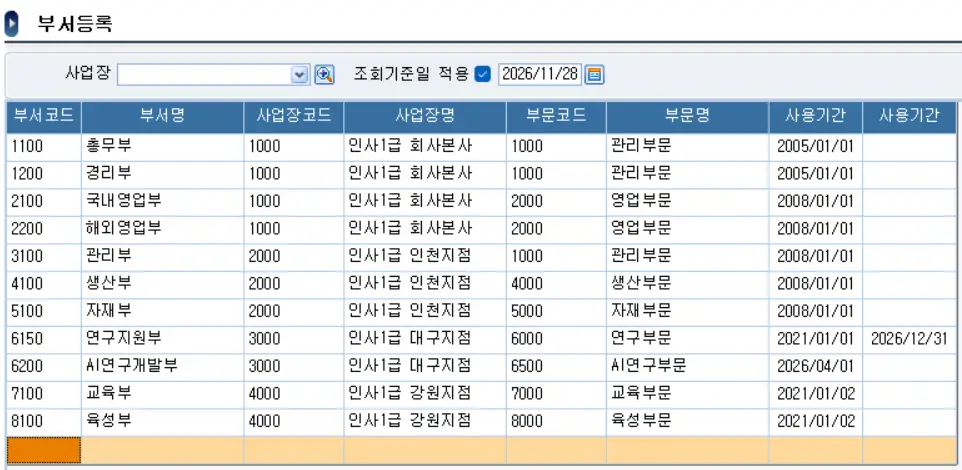 부서등록
사업장 조회기준일 적용 2026/11/28
부서코드 부서명 사업장코드 사업장명 부문코드 부문명 사용기간 사용기간
1100 총무부 1000 인사1급 회사본사 1000 관리부문 2005/01/01
1200 경리부 1000 인사1급 회사본사 1000 관리부문 2005/01/01
2100 국내영업부 1000 인사1급 회사본사 2000 영업부문 2008/01/01
2200 해외영업부 1000 인사1급 회사본사 2000 영업부문 2008/01/01
3100 관리부 2000 인사1급 인천지점 1000 관리부문 2008/01/01
4100 생산부 2000 인사1급 인천지점 4000 생산부문 2008/01/01
5100 자재부 2000 인사1급 인천지점 5000 자재부문 2008/01/01
6150 연구지원부 3000 인사1급 대구지점 6000 연구부문 2021/01/01 2026/12/31
6200 AI연구개발부 3000 인사1급 대구지점 6500 AI연구부문 2026/04/01
7100 교육부 4000 인사1급 강원지점 7000 교육부문 2021/01/02
8100 육성부 4000 인사1급 강원지점 8000 육성부문 2021/01/02